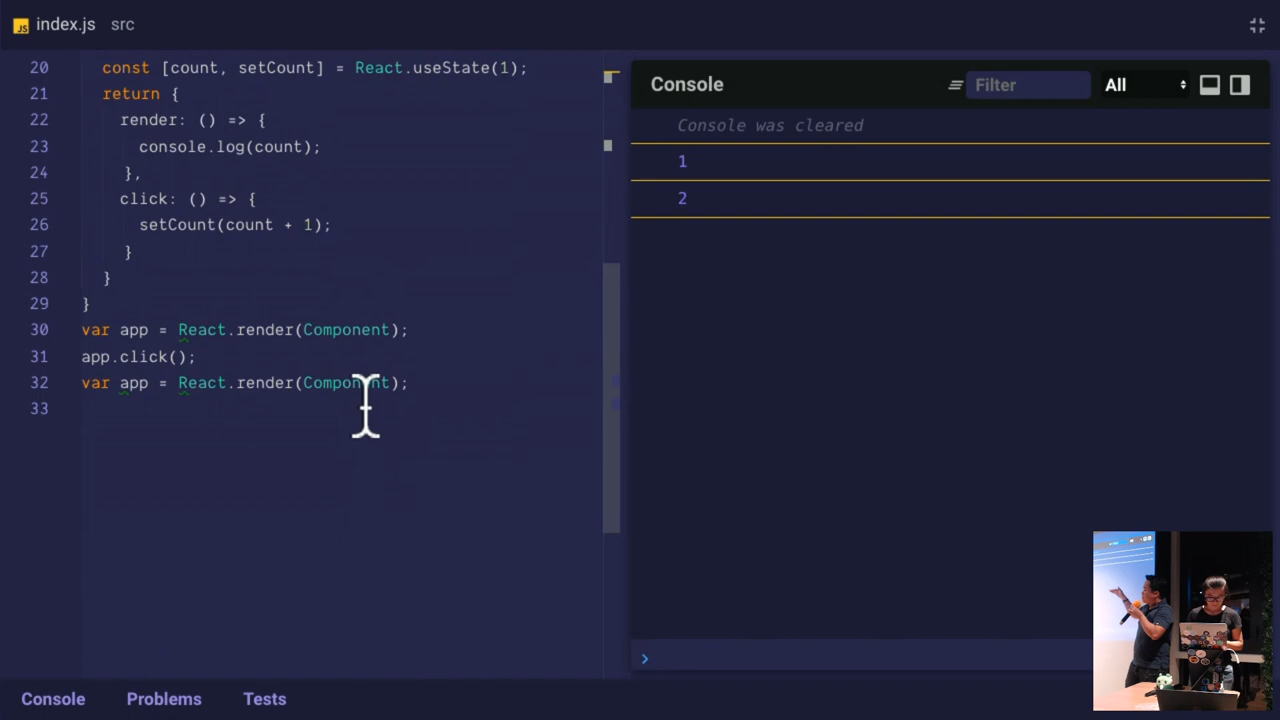 JS index.js src
20 const [count, setCount] = React.useState(1);
21 return {
22 render: () => {
23 console.log(count);
24 },
25 click: () => {
26 setCount(count + 1);
27 }
28 }
29 }
30 var app = React.render(Component);
31 app.click();
32 var app = React.render(Component);
33
Console Filter All
Console was cleared
1
2
>
Console Problems Tests